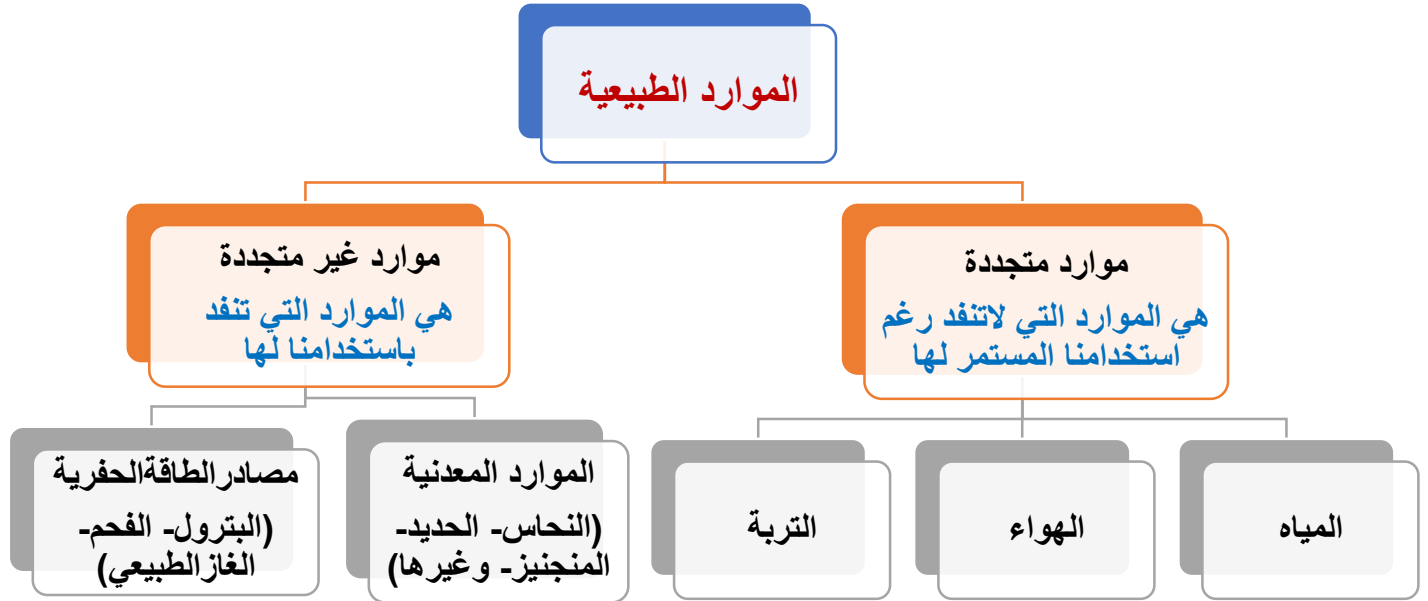 الموارد الطبيعية
موارد متجددة
هي الموارد التي لاتنفد رغم
استخدامنا المستمر لها
موارد غير متجددة
هي الموارد التي تنفد
باستخدامنا لها
المياه
الهواء
التربة
الموارد المعدنية
(النحاس- الحديد-
المنجنيز- وغيرها)
مصادرالطاقةالحفرية
(البترول- الفحم-
الغازالطبيعي)